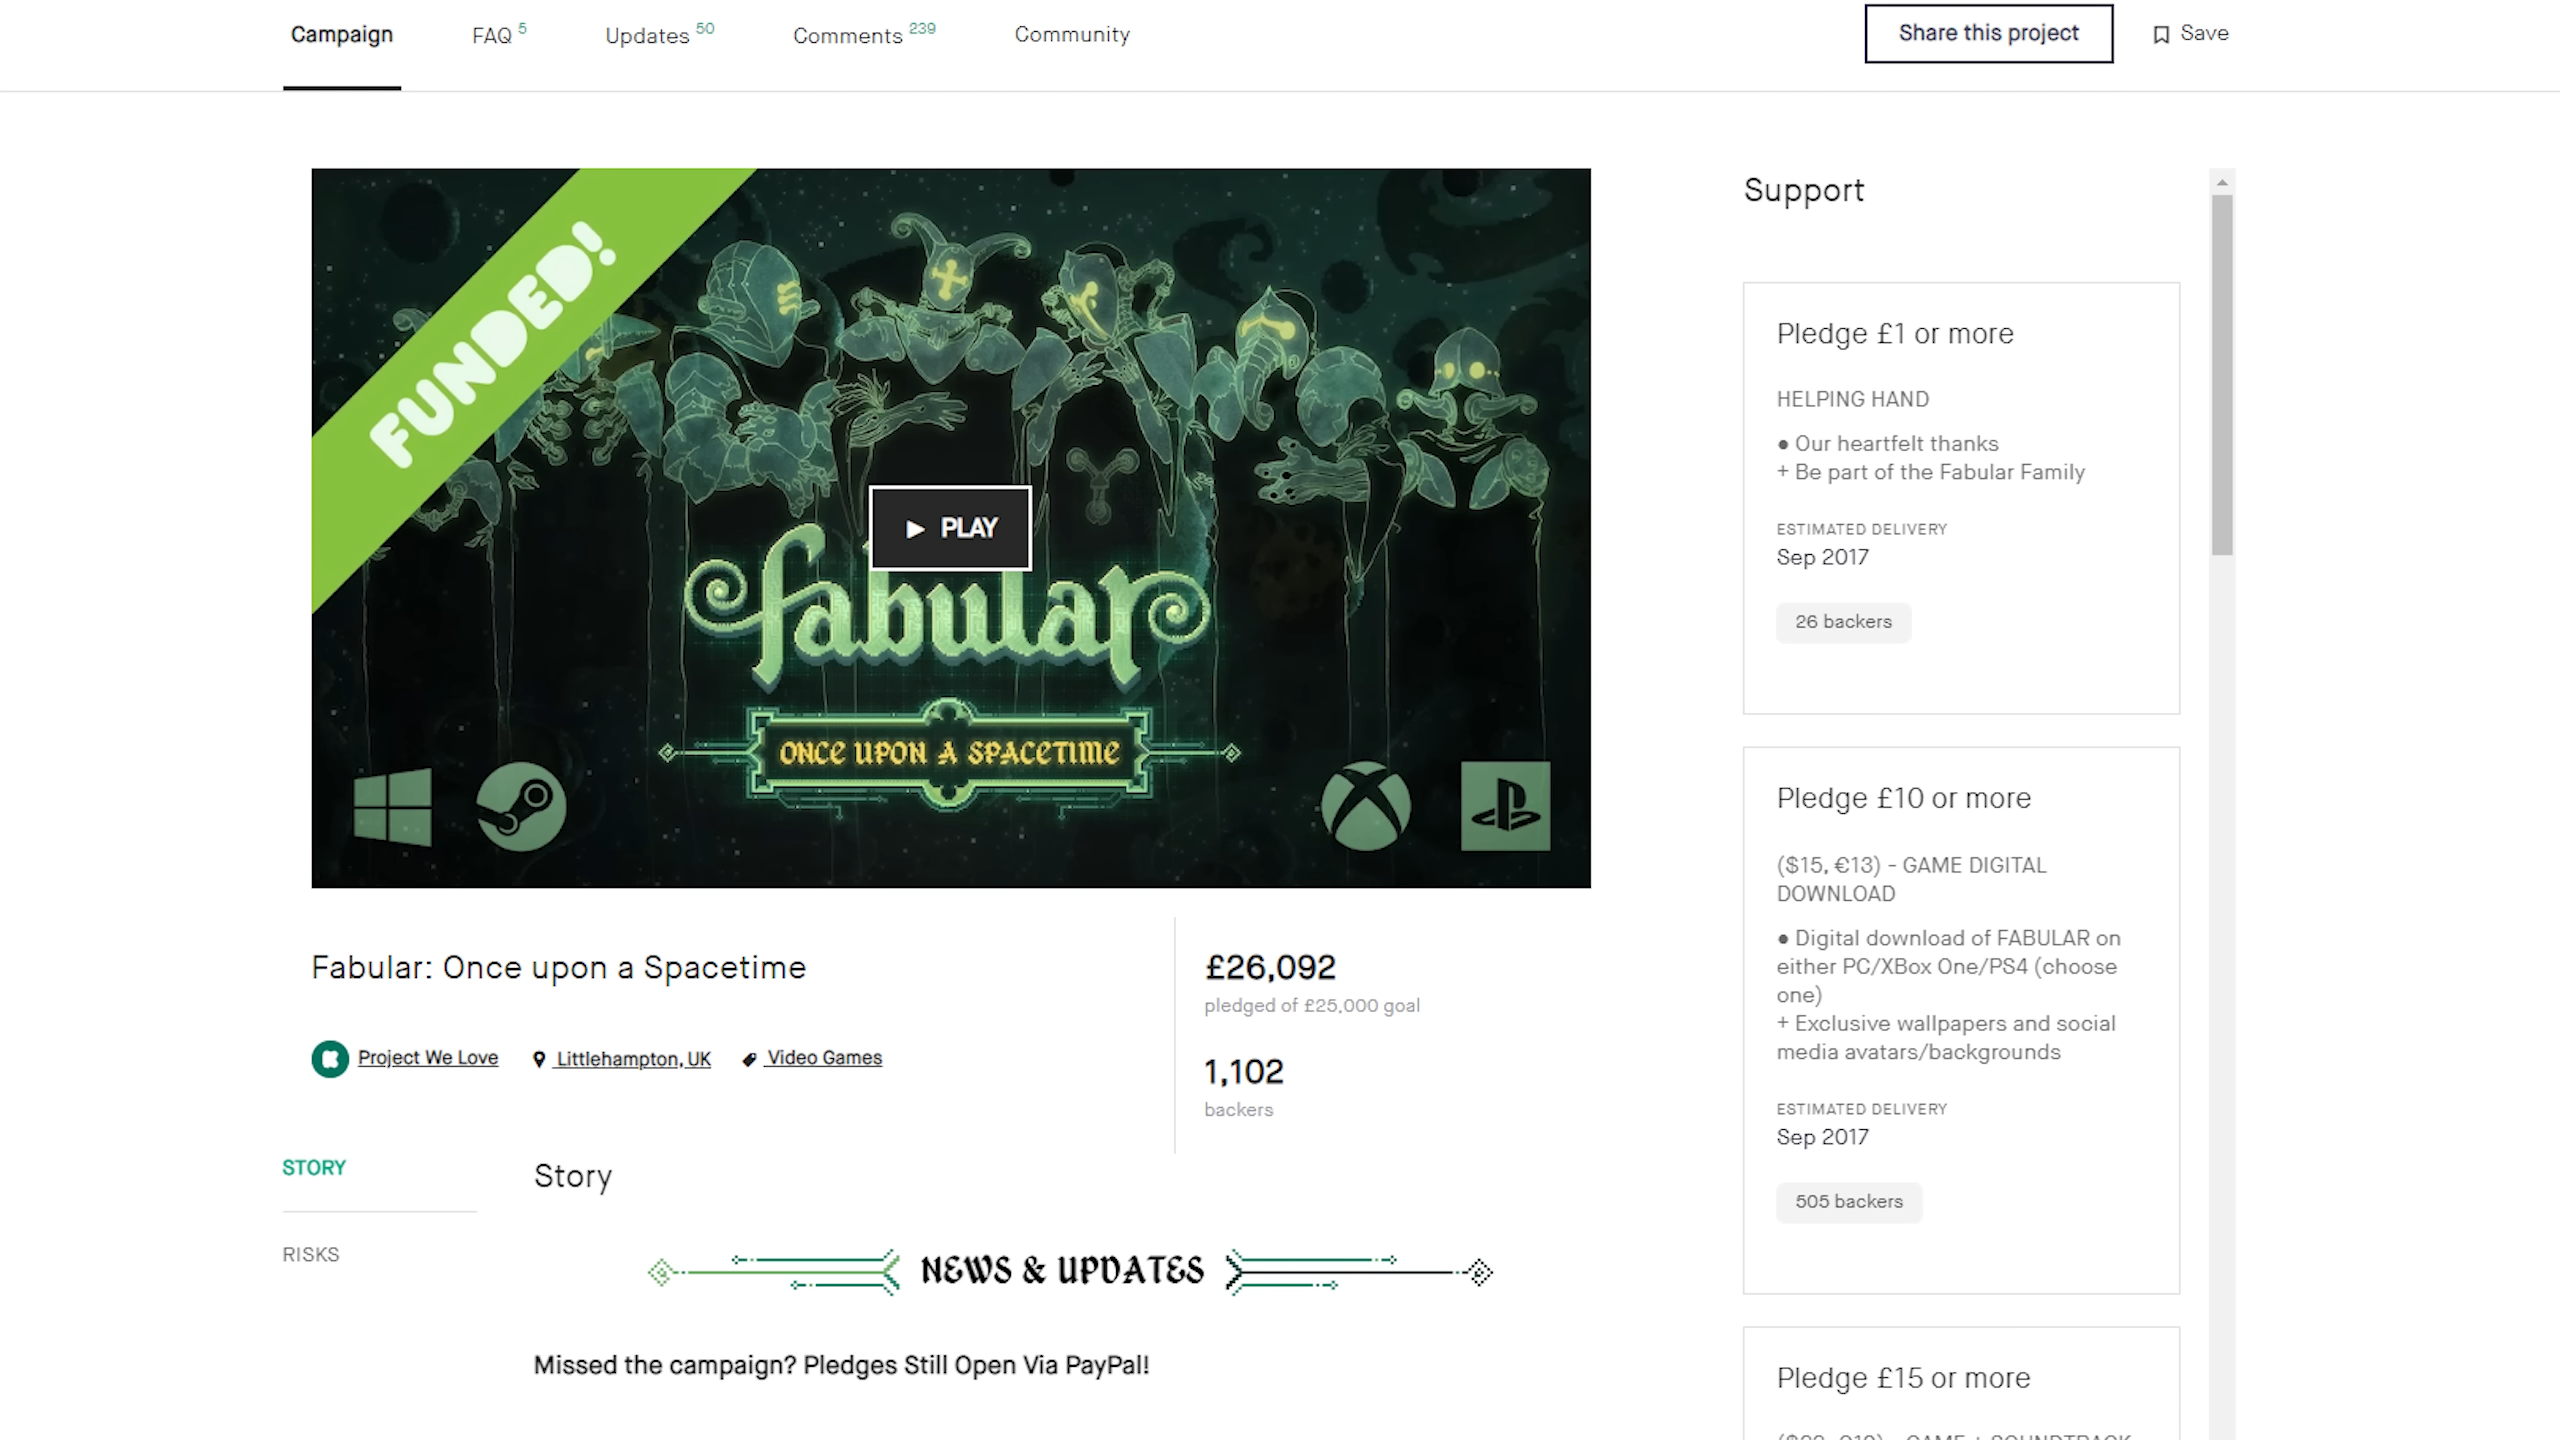 Campaign
FAQ 5
Updates 50
Comments 239
Community
Share this project
Save
FUNDED!
PLAY
fabular
ONCE UPON A SPACETIME
Fabular: Once upon a Spacetime
Project We Love
Littlehampton, UK
Video Games
£26,092
pledged of £25,000 goal
1,102
backers
STORY
RISKS
Story
NEWS & UPDATES
Missed the campaign? Pledges Still Open Via PayPal!
Support
Pledge £1 or more
HELPING HAND
● Our heartfelt thanks
+ Be part of the Fabular Family
ESTIMATED DELIVERY
Sep 2017
26 backers
Pledge £10 or more
($15, €13) - GAME DIGITAL
DOWNLOAD
● Digital download of FABULAR on
either PC/XBox One/PS4 (choose
one)
+ Exclusive wallpapers and social
media avatars/backgrounds
ESTIMATED DELIVERY
Sep 2017
505 backers
Pledge £15 or more
GAME + SOUNDTRACK